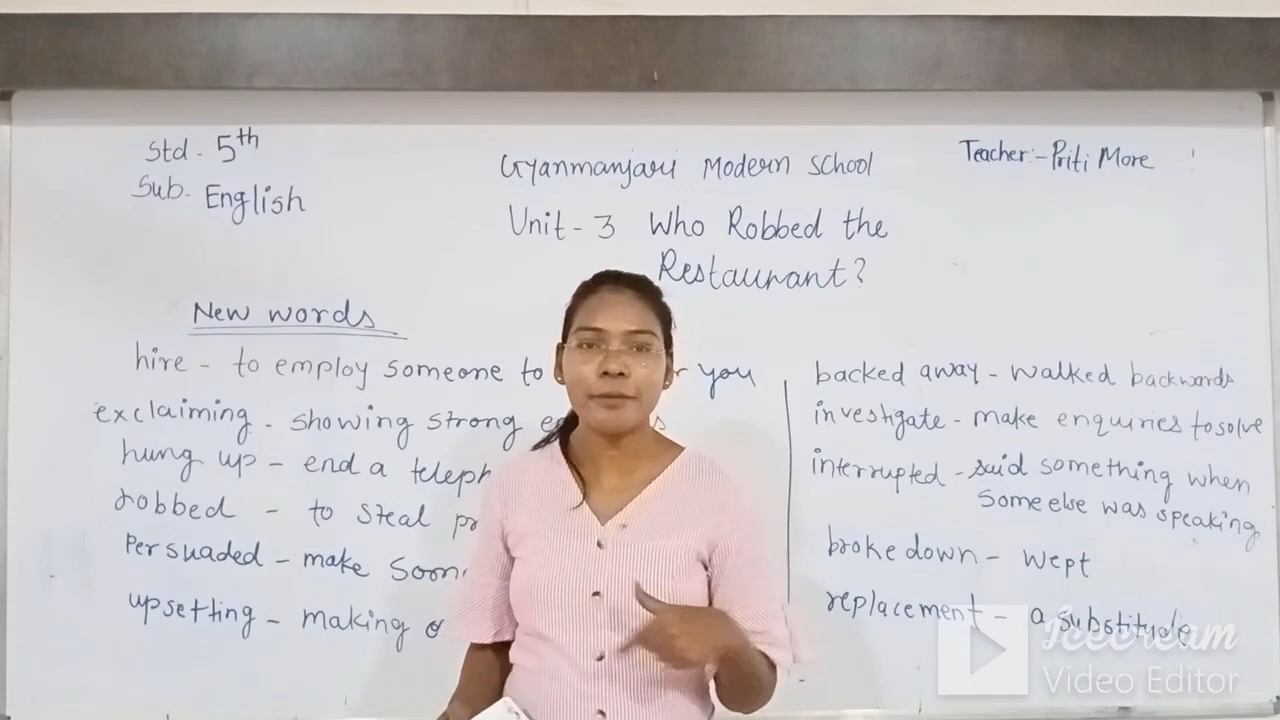 Std. 5th
Sub. English
Gyanmanjari Modern School
Unit - 3 Who Robbed the
Restaurant?
Teacher:- Priti More
New words
hire - to employ someone to you
exclaiming. showing strong
hung up - end a
robbed - to steal
Persuaded - make
upsetting - making
backed away - walked backwards
investigate - make enquiries to solve
interrupted - said something when
some else was speaking
broke down - wept
replacement - a substitude
Icecream
Video Editor